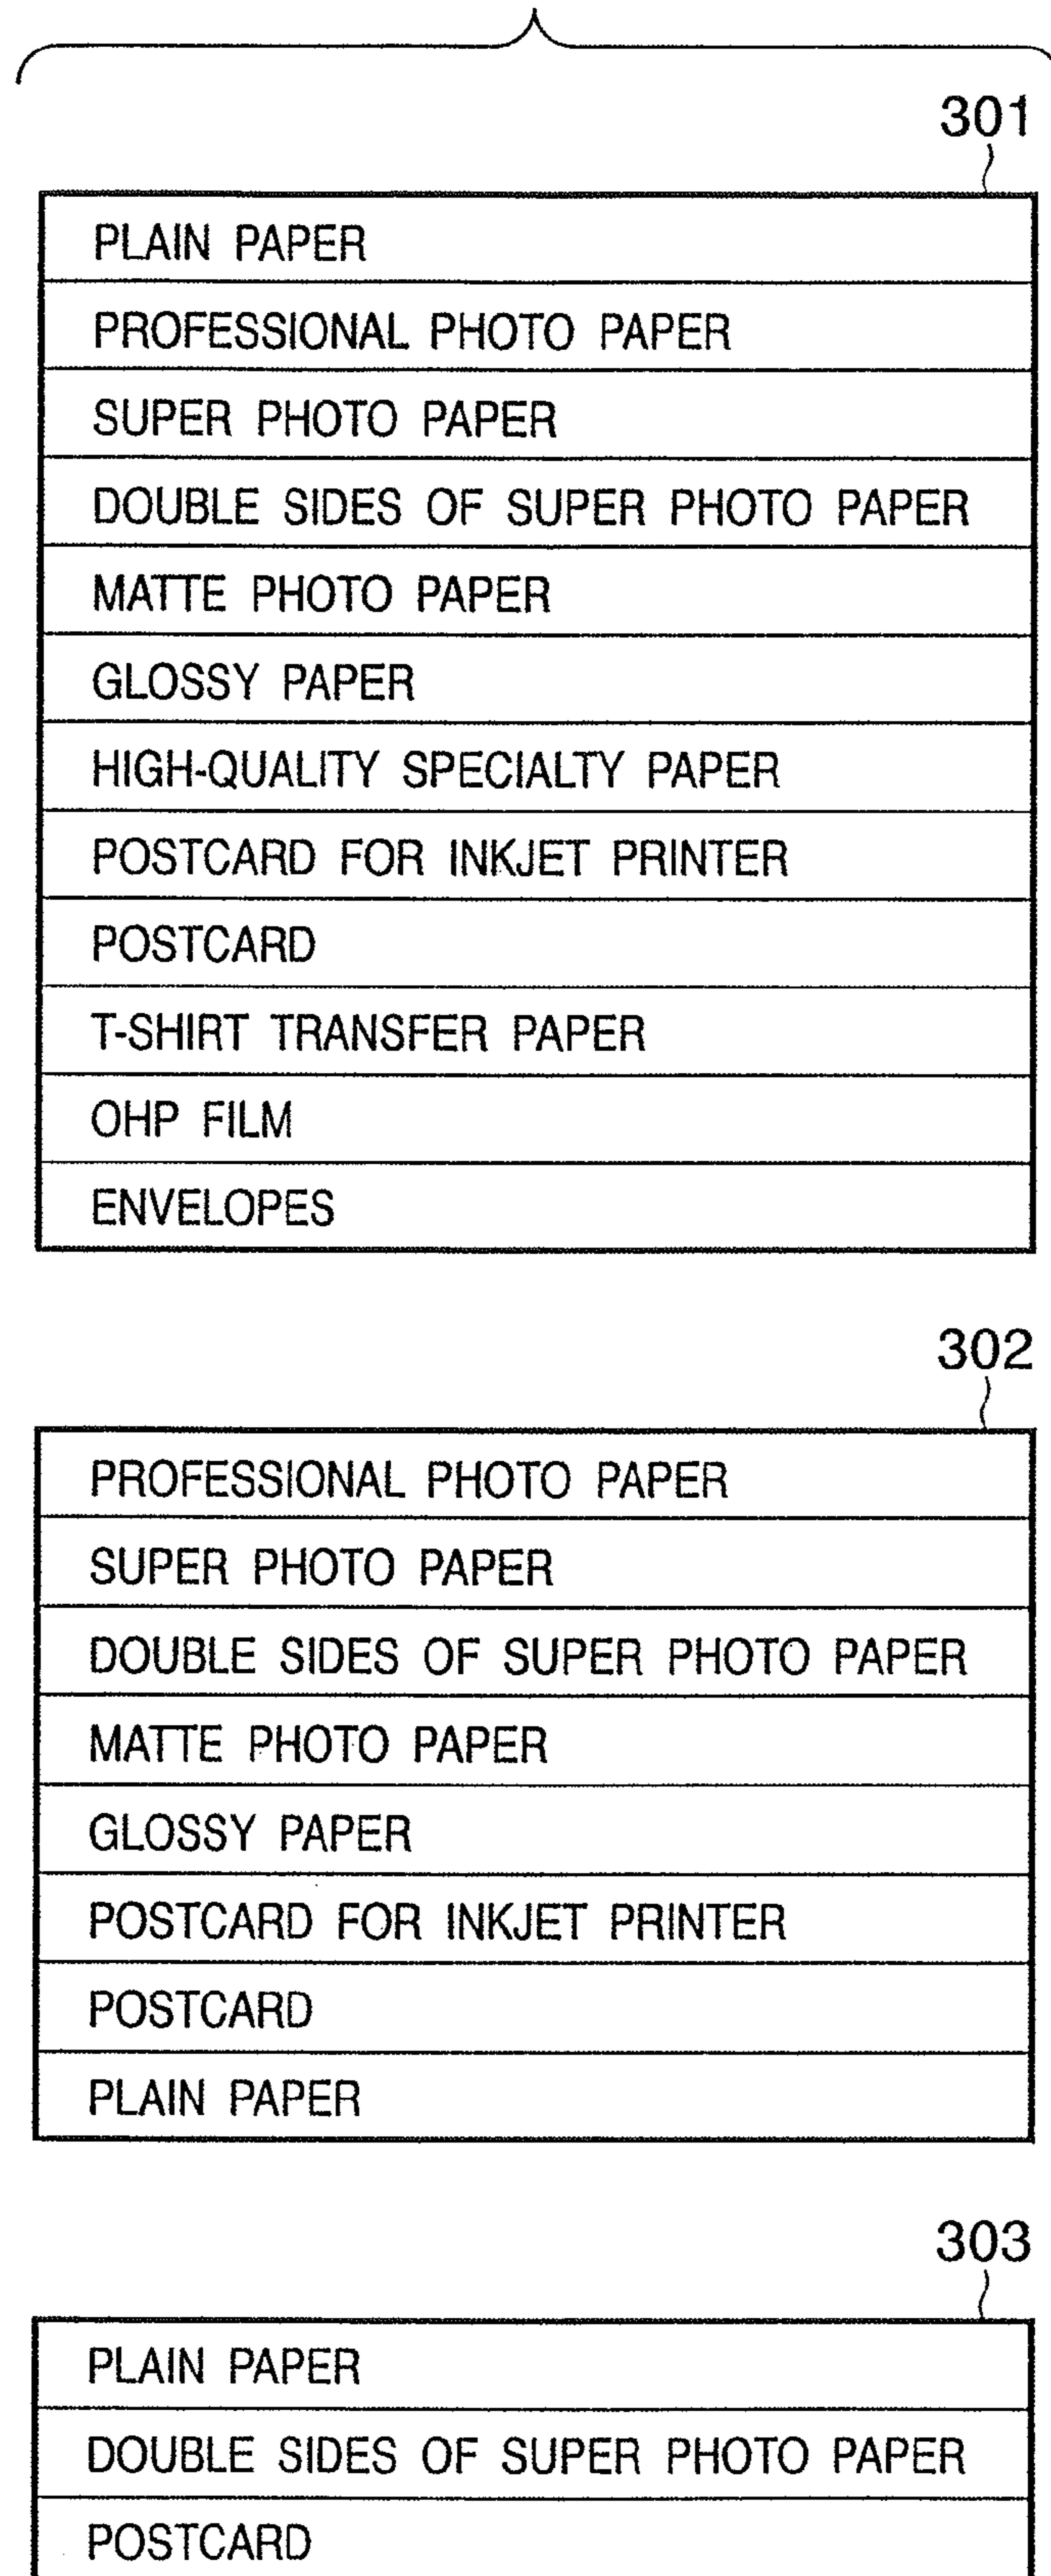 301
PLAIN PAPER
PROFESSIONAL PHOTO PAPER
SUPER PHOTO PAPER
DOUBLE SIDES OF SUPER PHOTO PAPER
MATTE PHOTO PAPER
GLOSSY PAPER
HIGH-QUALITY SPECIALTY PAPER
POSTCARD FOR INKJET PRINTER
POSTCARD
T-SHIRT TRANSFER PAPER
OHP FILM
ENVELOPES
302
PROFESSIONAL PHOTO PAPER
SUPER PHOTO PAPER
DOUBLE SIDES OF SUPER PHOTO PAPER
MATTE PHOTO PAPER
GLOSSY PAPER
POSTCARD FOR INKJET PRINTER
POSTCARD
PLAIN PAPER
303
PLAIN PAPER
DOUBLE SIDES OF SUPER PHOTO PAPER
POSTCARD